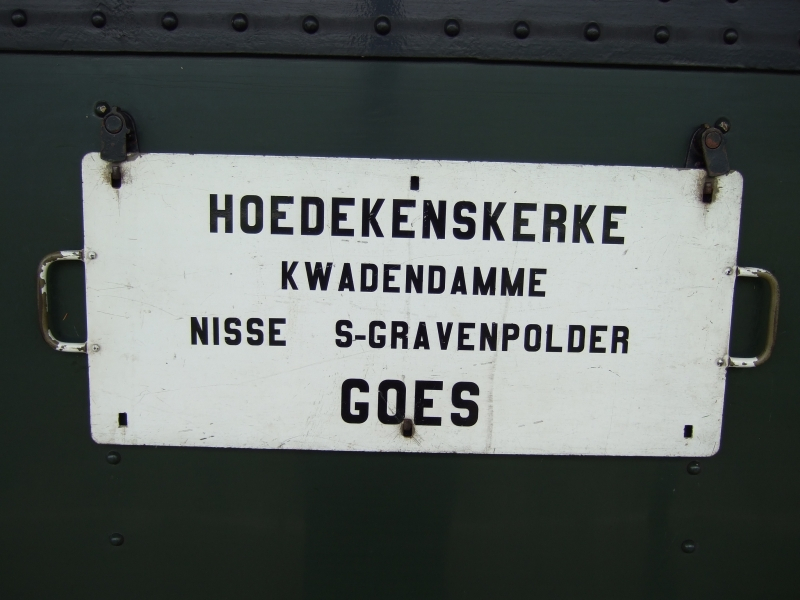 HOEDEKENSKERKE
KWADENDAMME
NISSE S-GRAVENPOLDER
GOES